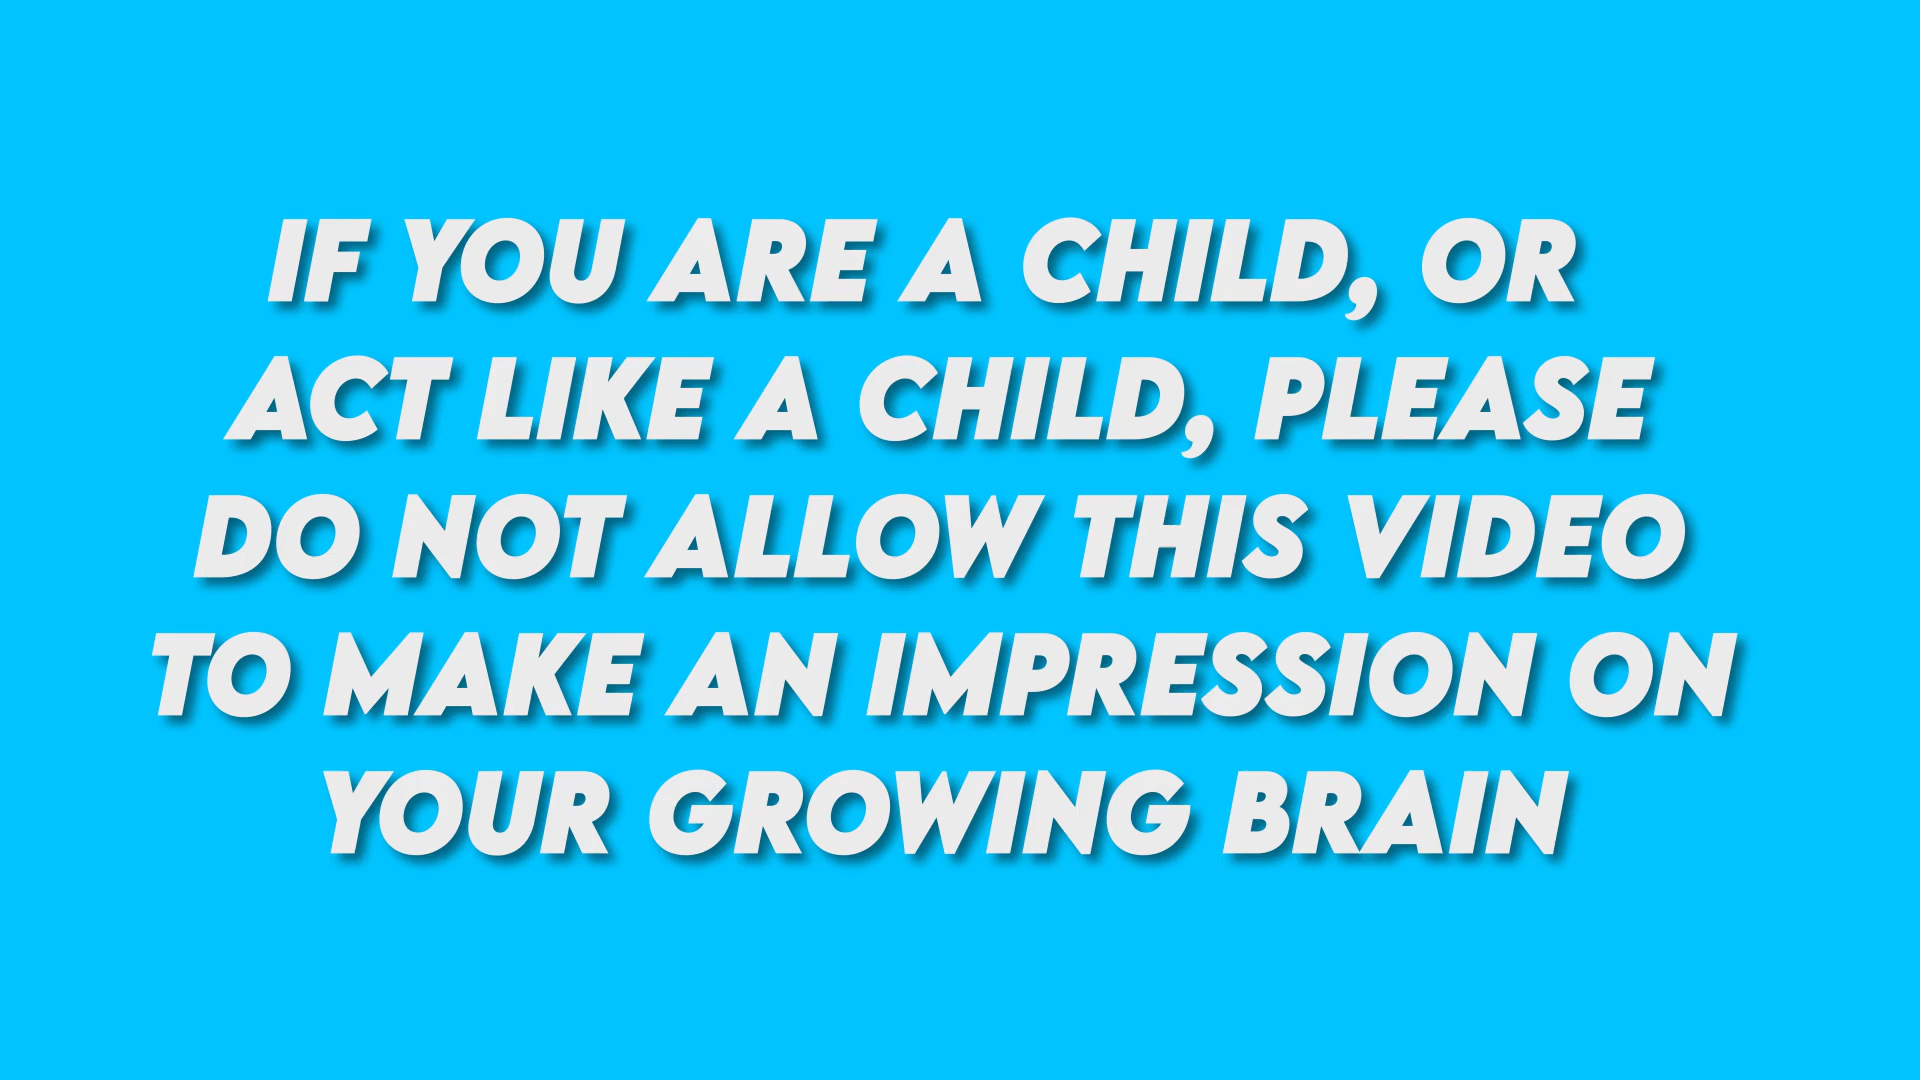 IF YOU ARE A CHILD, OR
ACT LIKE A CHILD, PLEASE
DO NOT ALLOW THIS VIDEO
TO MAKE AN IMPRESSION ON
YOUR GROWING BRAIN